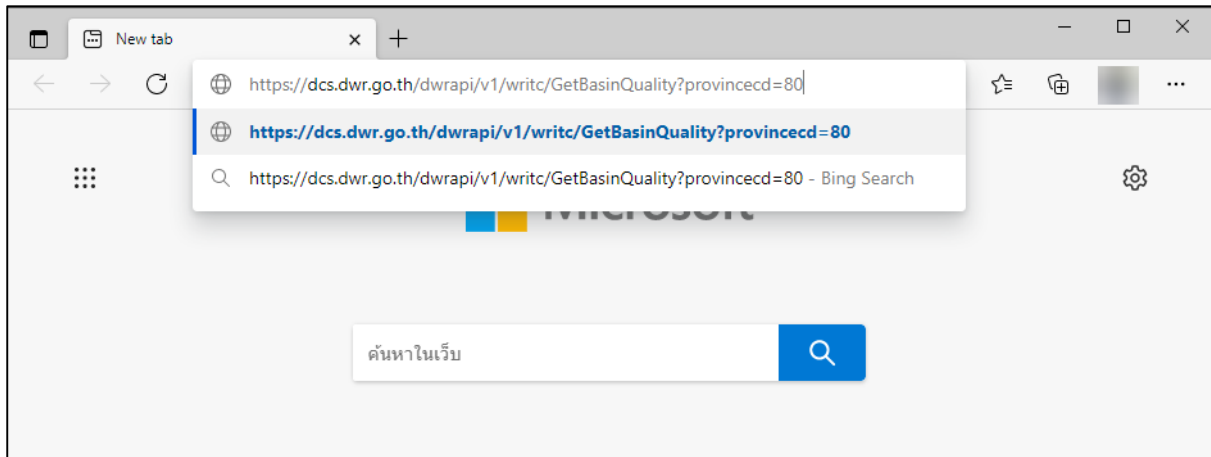 New tab
https://dcs.dwr.go.th/dwrapi/v1/writc/GetBasinQuality?provincecd=80
https://dcs.dwr.go.th/dwrapi/v1/writc/GetBasinQuality?provincecd=80
https://dcs.dwr.go.th/dwrapi/v1/writc/GetBasinQuality?provincecd=80 - Bing Search
Microsoft
ค้นหาในเว็บ